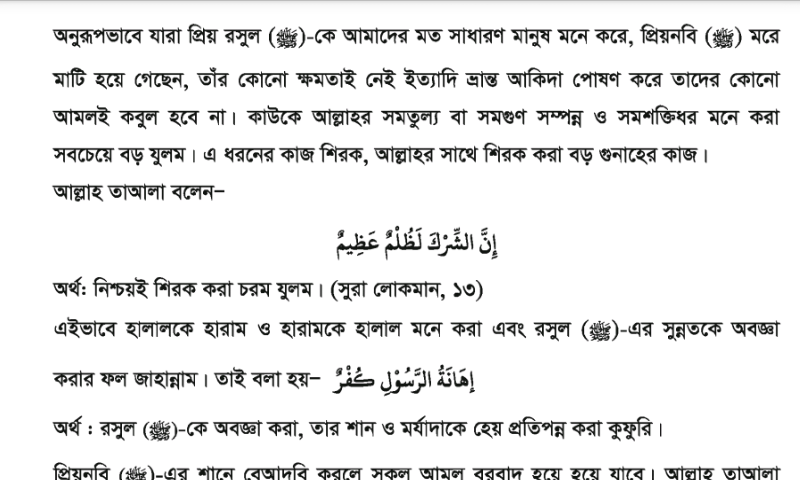 অনুরূপভাবে যারা প্রিয় রসুল (ﷺ)-কে আমাদের মত সাধারণ মানুষ মনে করে, প্রিয়নবি (ﷺ) মরে
মাটি হয়ে গেছেন, তাঁর কোনো ক্ষমতাই নেই ইত্যাদি ভ্রান্ত আকিদা পোষণ করে তাদের কোনো
আমলই কবুল হবে না। কাউকে আল্লাহর সমতুল্য বা সমগুণ সম্পন্ন ও সমশক্তিধর মনে করা
সবচেয়ে বড় যুলম। এ ধরনের কাজ শিরক, আল্লাহর সাথে শিরক করা বড় গুনাহের কাজ।
আল্লাহ তাআলা বলেন–
إِنَّ الشِّرْكَ لَظُلْمٌ عَظِيمٌ
অর্থ: নিশ্চয়ই শিরক করা চরম যুলম। (সুরা লোকমান, ১৩)
এইভাবে হালালকে হারাম ও হারামকে হালাল মনে করা এবং রসুল (ﷺ)-এর সুন্নতকে অবজ্ঞা
করার ফল জাহান্নাম। তাই বলা হয়– إهَانَةُ الرَّسُوْلِ كُفْرٌ
অর্থ : রসুল (ﷺ)-কে অবজ্ঞা করা, তার শান ও মর্যাদাকে হেয় প্রতিপন্ন করা কুফুরি।
প্রিয়নবি (ﷺ)-এর শানে বেআদবি করলে সকল আমল বরবাদ হয়ে হয়ে যাবে। আল্লাহ তাআলা